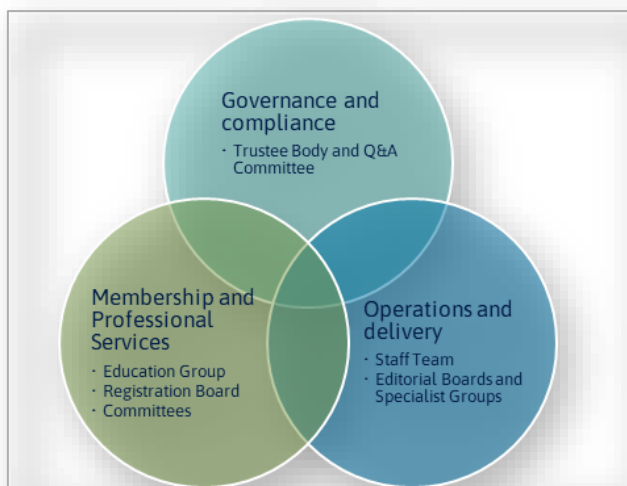 Governance and
compliance
· Trustee Body and Q&A
Committee
Membership and
Professional
Services
· Education Group
· Registration Board
· Committees
Operations and
delivery
· Staff Team
· Editorial Boards and
Specialist Groups